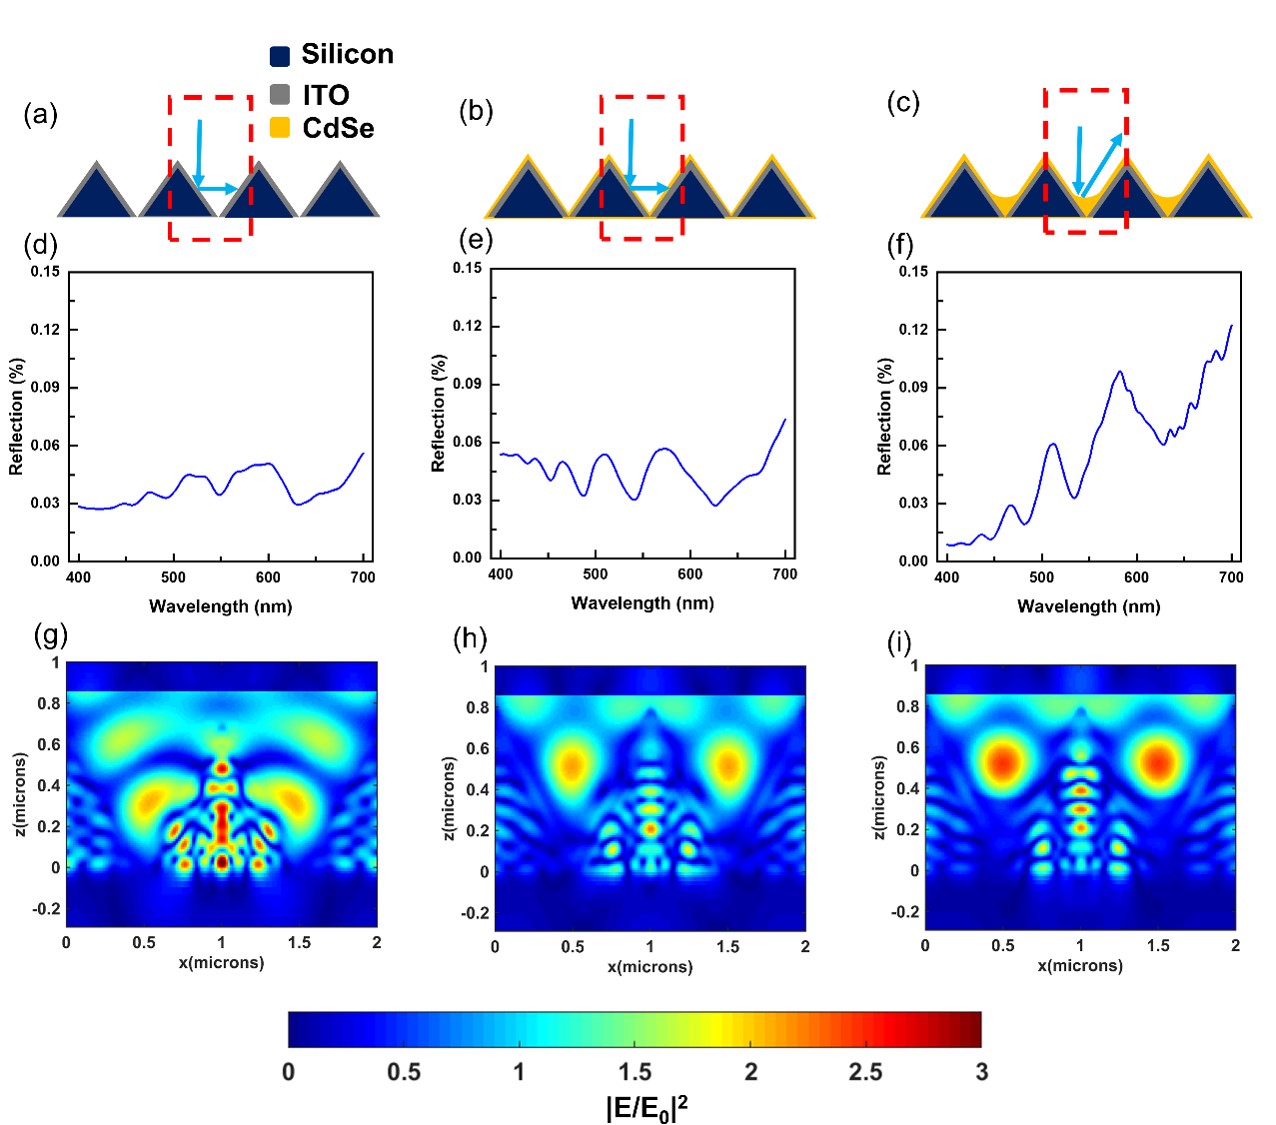 Silicon
ITO
CdSe
(a)
(b)
(c)
(d)
(e)
(f)
0.15
0.12
0.09
0.06
0.03
0.00
Reflection (%)
400 500 600 700
Wavelength (nm)
0.15
0.12
0.09
0.06
0.03
0.00
Reflection (%)
400 500 600 700
Wavelength (nm)
0.15
0.12
0.09
0.06
0.03
0.00
Reflection (%)
400 500 600 700
Wavelength (nm)
(g)
1
0.8
0.6
0.4
0.2
0
-0.2
z(microns)
0 0.5 1 1.5 2
x(microns)
(h)
1
0.8
0.6
0.4
0.2
0
-0.2
z(microns)
0 0.5 1 1.5 2
x(microns)
(i)
1
0.8
0.6
0.4
0.2
0
-0.2
z(microns)
0 0.5 1 1.5 2
x(microns)
0 0.5 1 1.5 2 2.5 3
|E/E₀|²